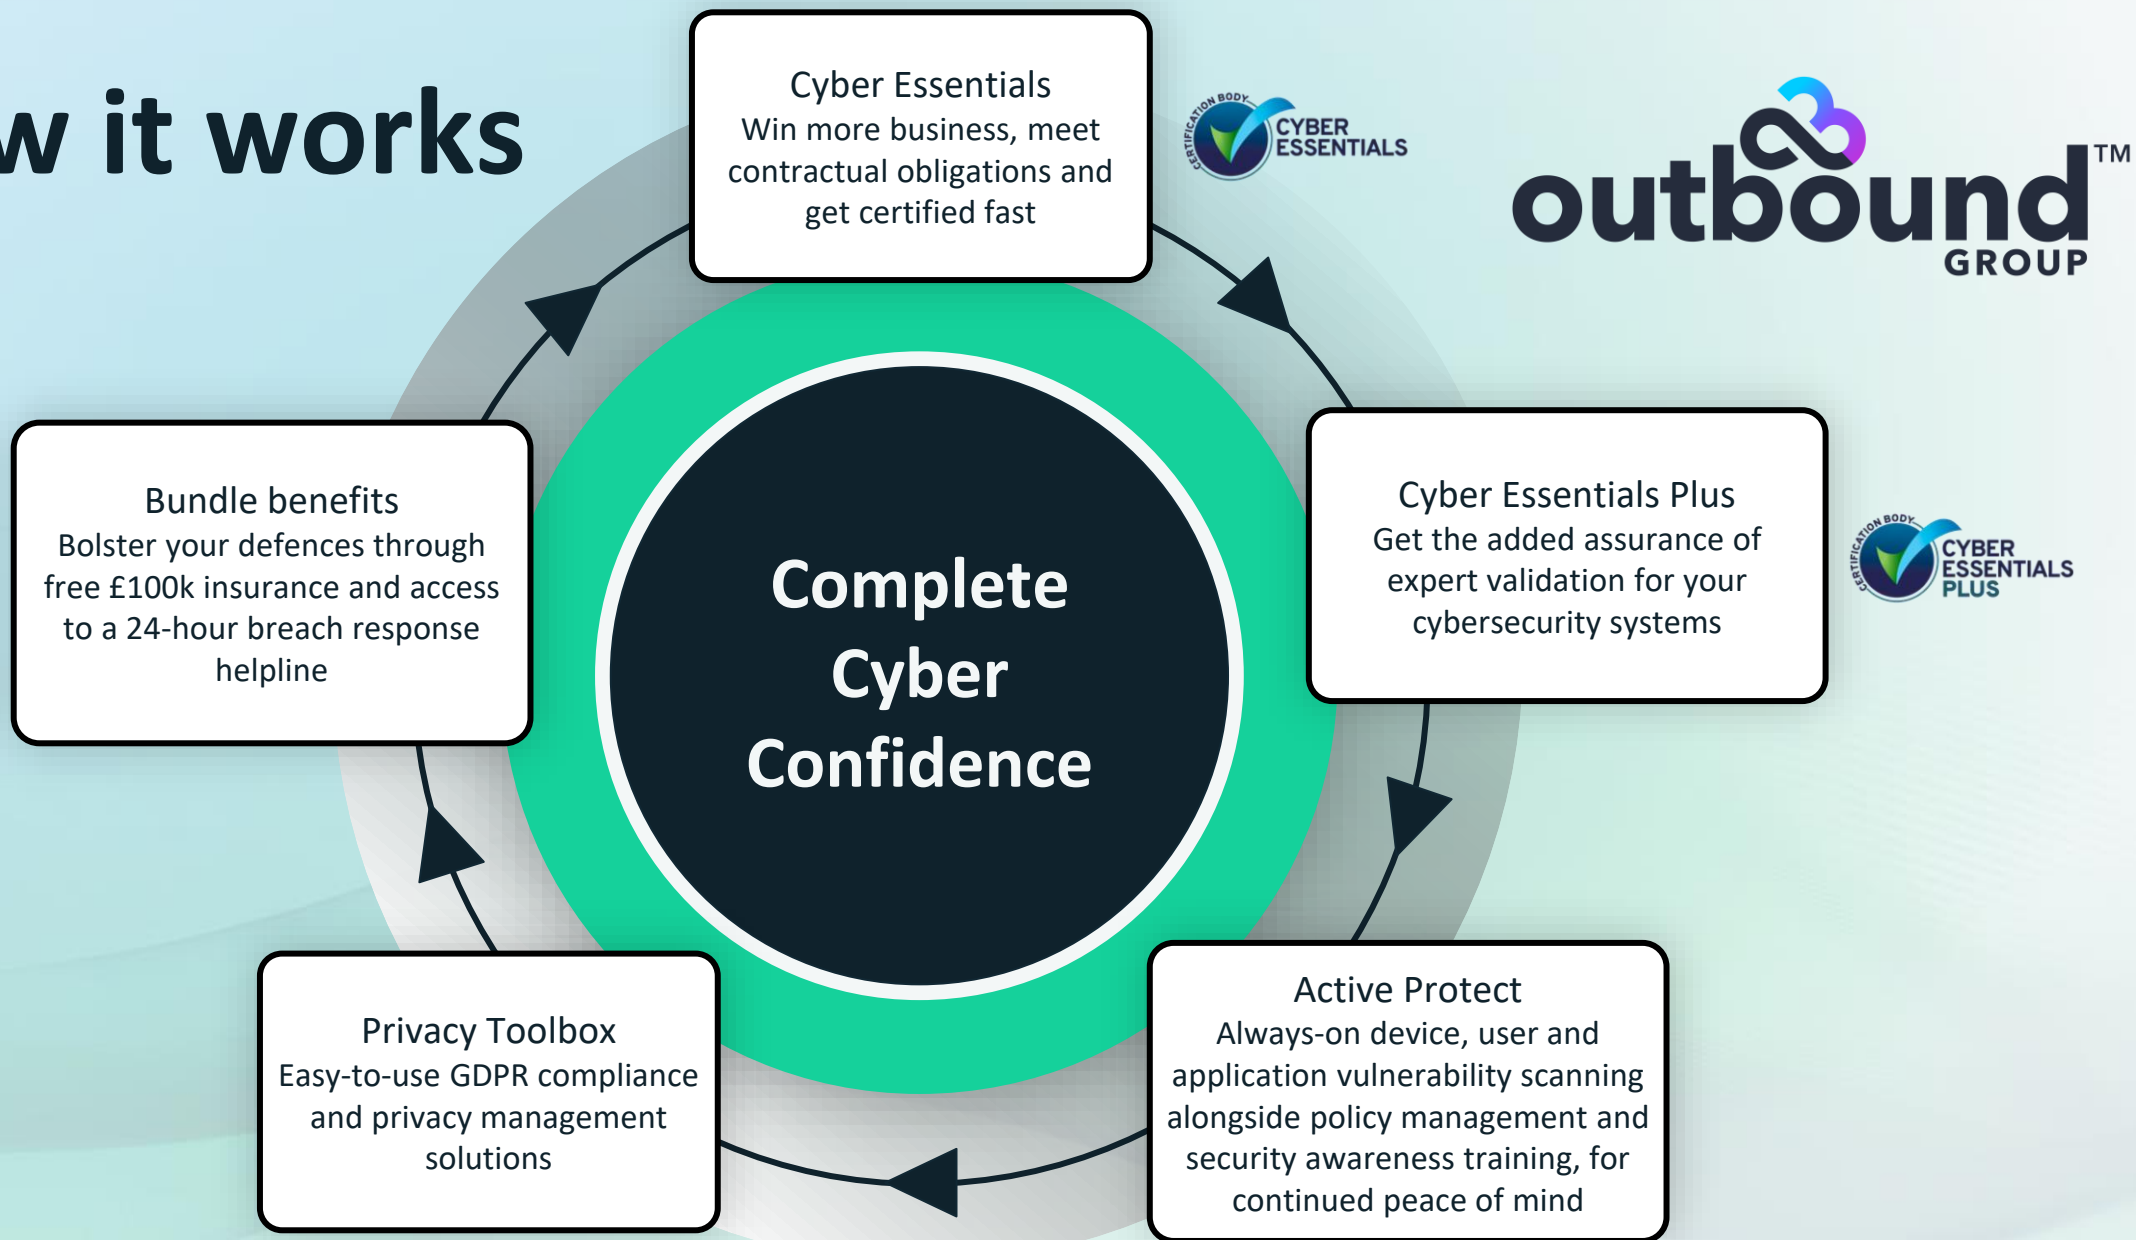 w it works
Cyber Essentials
Win more business, meet
contractual obligations and
get certified fast
CERTIFICATION BODY
CYBER
ESSENTIALS
outbound™
GROUP
Cyber Essentials Plus
Get the added assurance of
expert validation for your
cybersecurity systems
CERTIFICATION BODY
CYBER
ESSENTIALS
PLUS
Active Protect
Always-on device, user and
application vulnerability scanning
alongside policy management and
security awareness training, for
continued peace of mind
Privacy Toolbox
Easy-to-use GDPR compliance
and privacy management
solutions
Bundle benefits
Bolster your defences through
free £100k insurance and access
to a 24-hour breach response
helpline
Complete
Cyber
Confidence